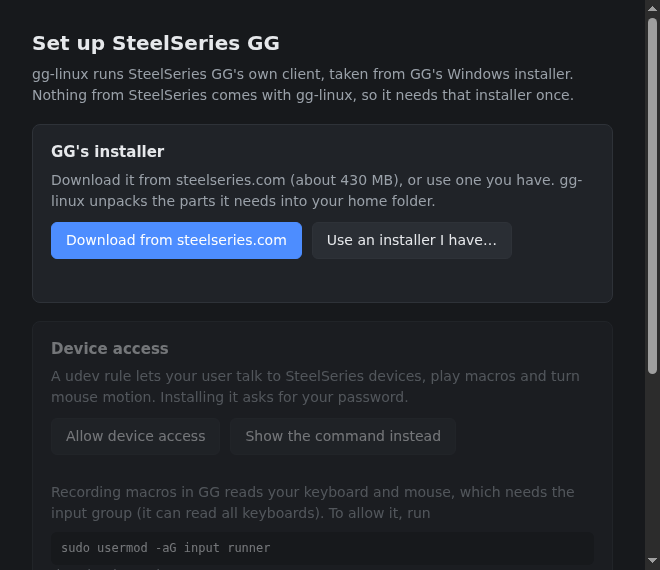 Set up SteelSeries GG
gg-linux runs SteelSeries GG's own client, taken from GG's Windows installer.
Nothing from SteelSeries comes with gg-linux, so it needs that installer once.
GG's installer
Download it from steelseries.com (about 430 MB), or use one you have. gg-
linux unpacks the parts it needs into your home folder.
Download from steelseries.com
Use an installer I have…
Device access
A udev rule lets your user talk to SteelSeries devices, play macros and turn
mouse motion. Installing it asks for your password.
Allow device access
Show the command instead
Recording macros in GG reads your keyboard and mouse, which needs the
input group (it can read all keyboards). To allow it, run
sudo usermod -aG input runner